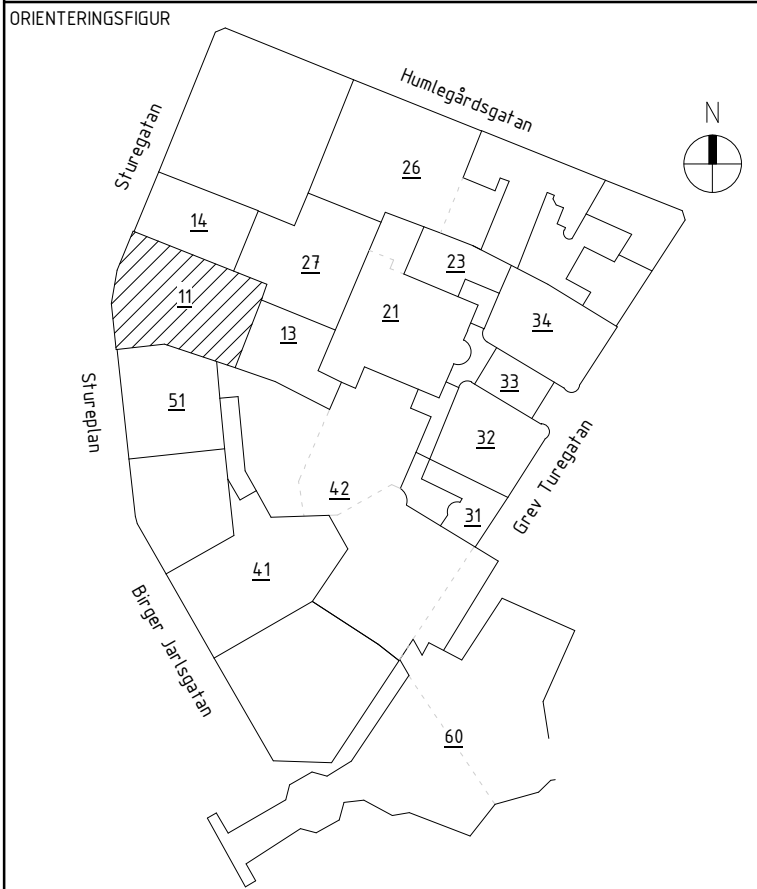 ORIENTERINGSFIGUR
Humlegårdsgatan
N
Sturegatan
26
14
27
23
11
21
34
13
33
Stureplan
51
32
42
Grev Turegatan
31
41
Birger Jarlsgatan
60